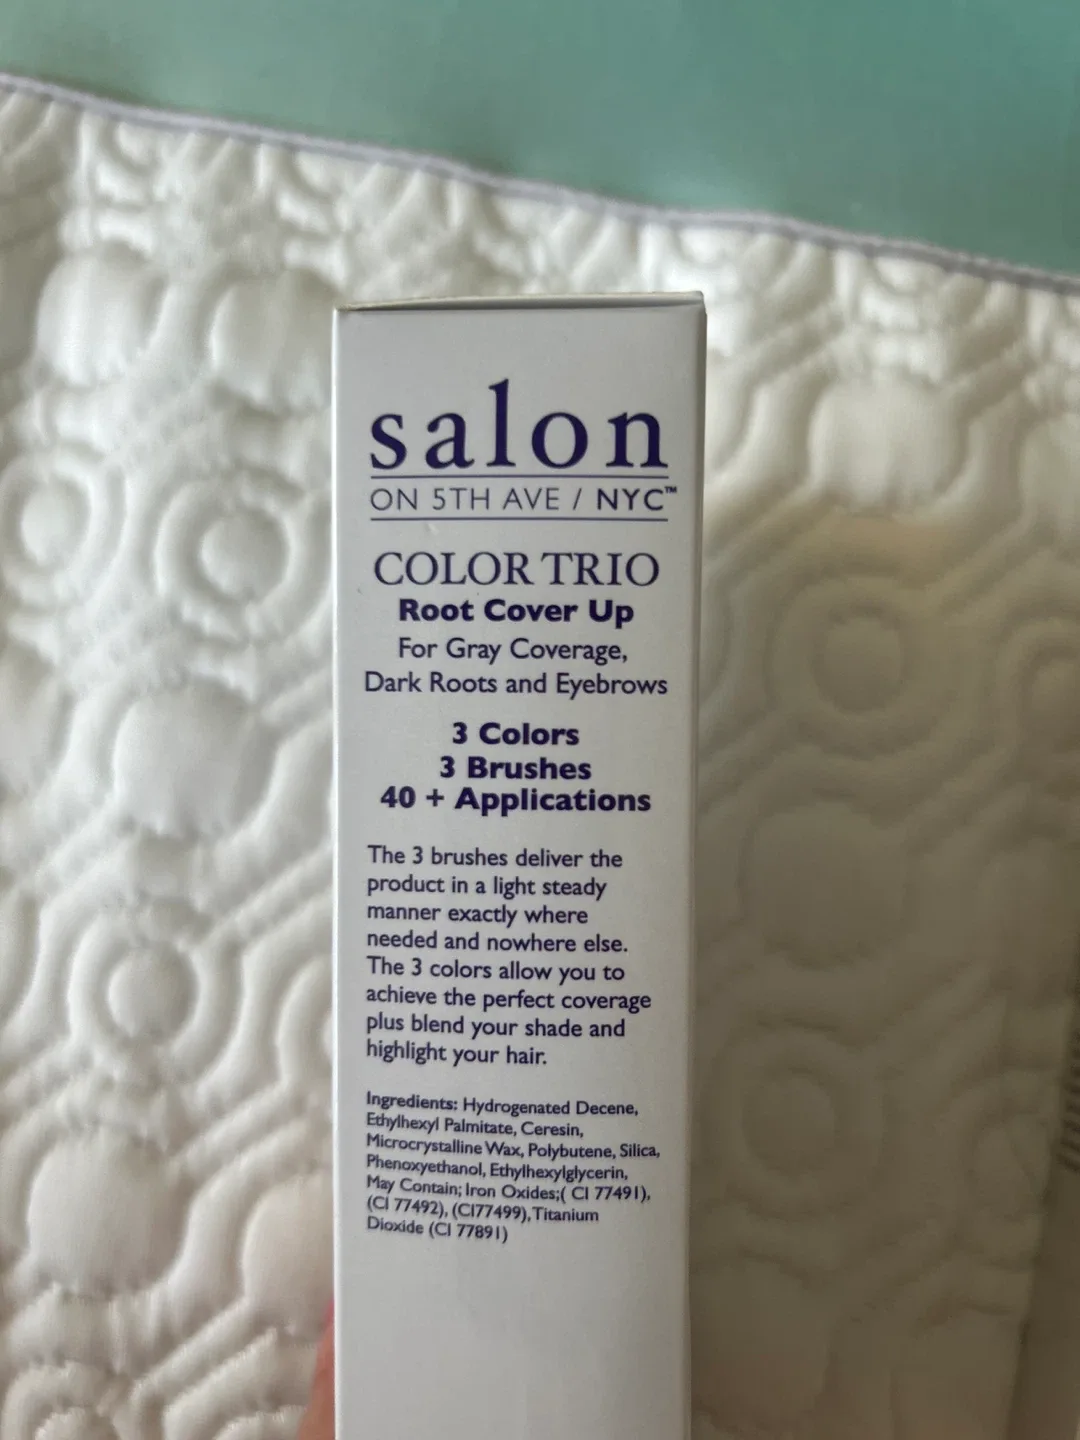 salon
ON 5TH AVE / NYC™
COLOR TRIO
Root Cover Up
For Gray Coverage,
Dark Roots and Eyebrows
3 Colors
3 Brushes
40 + Applications
The 3 brushes deliver the
product in a light steady
manner exactly where
needed and nowhere else.
The 3 colors allow you to
achieve the perfect coverage
plus blend your shade and
highlight your hair.
Ingredients: Hydrogenated Decene,
Ethylhexyl Palmitate, Ceresin,
Microcrystalline Wax, Polybutene, Silica,
Phenoxyethanol, Ethylhexylglycerin,
May Contain; Iron Oxides;( CI 77491),
(CI 77492), (CI77499), Titanium
Dioxide (CI 77891)